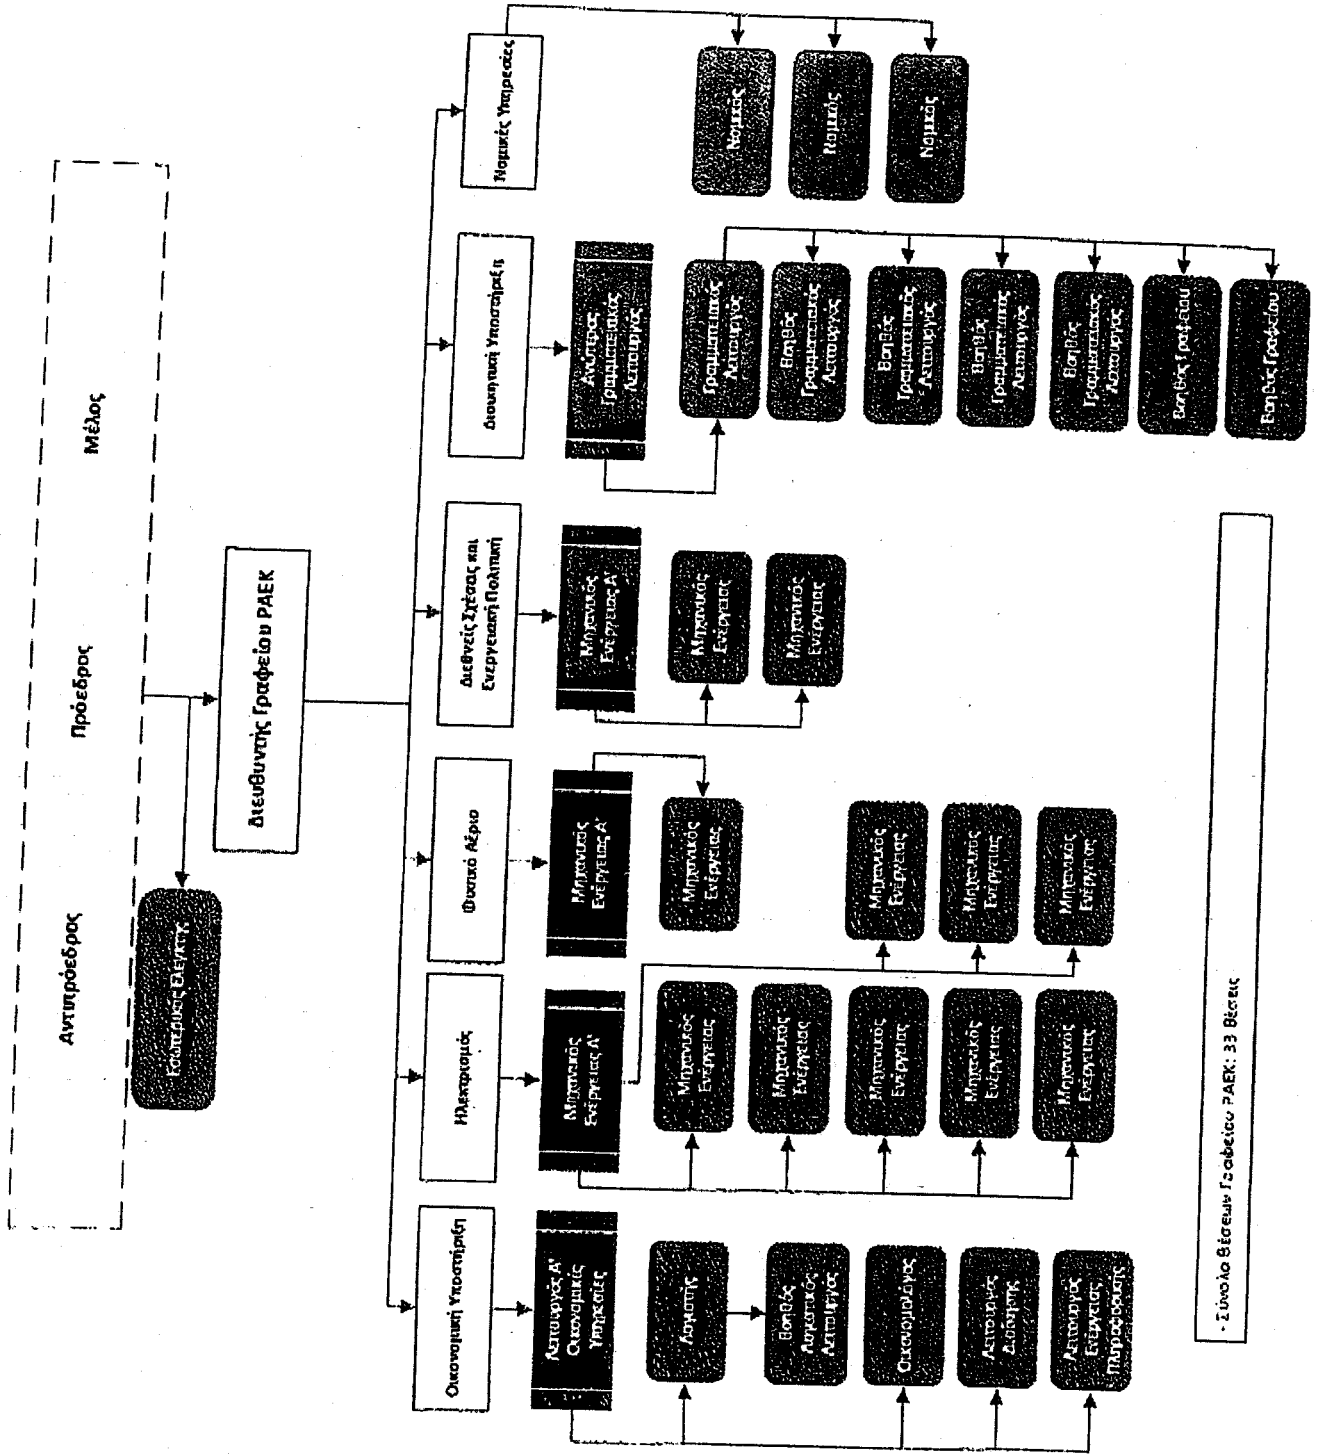 Αντιπρόεδρος
Πρόεδρος
Μέλος
Εσωτερικός Ελεγκτής
Διευθυντής Γραφείου ΡΑΕΚ
Οικονομική Υποστήριξη
Ηλεκτρισμός
Φυσικό Αέριο
Διεθνείς Σχέσεις και
Ενεργειακή Πολιτική
Διοικητική Υποστήριξη
Νομικές Υπηρεσίες
Λειτουργός Α'
Οικονομικές
Υπηρεσίες
Μηχανικός
Ενέργειας Α'
Μηχανικός
Ενέργειας Α'
Μηχανικός
Ενέργειας Α'
Ανώτερος
Γραμματειακός
Λειτουργός
Λογιστής
Βοηθός
Λογιστικός
Λειτουργός
Οικονομολόγος
Λειτουργός
Διοίκησης
Λειτουργός
Ενέργειας
Πληροφορικής
Μηχανικός
Ενέργειας
Μηχανικός
Ενέργειας
Μηχανικός
Ενέργειας
Μηχανικός
Ενέργειας
Μηχανικός
Ενέργειας
Μηχανικός
Ενέργειας
Μηχανικός
Ενέργειας
Μηχανικός
Ενέργειας
Μηχανικός
Ενέργειας
Μηχανικός
Ενέργειας
Μηχανικός
Ενέργειας
Γραμματειακός
Λειτουργός
Βοηθός
Γραμματειακός
Λειτουργός
Βοηθός
Γραμματειακός
Λειτουργός
Βοηθός
Γραμματειακός
Λειτουργός
Βοηθός
Γραμματειακός
Λειτουργός
Βοηθός Γραφείου
Βοηθός Γραφείου
Νομικός
Νομικός
Νομικός
- Σύνολο θέσεων Γραφείου ΡΑΕΚ: 33 θέσεις